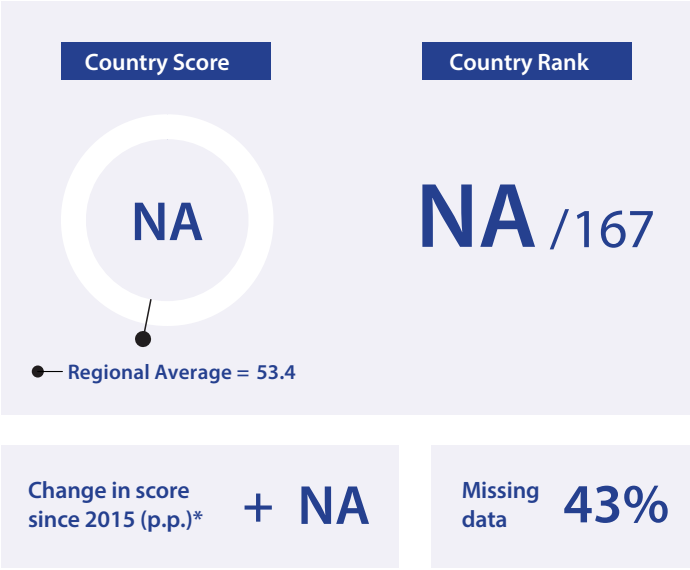 Country Score
Country Rank
NA
NA /167
Regional Average = 53.4
Change in score
since 2015 (p.p.)*
+ NA
Missing
data
43%